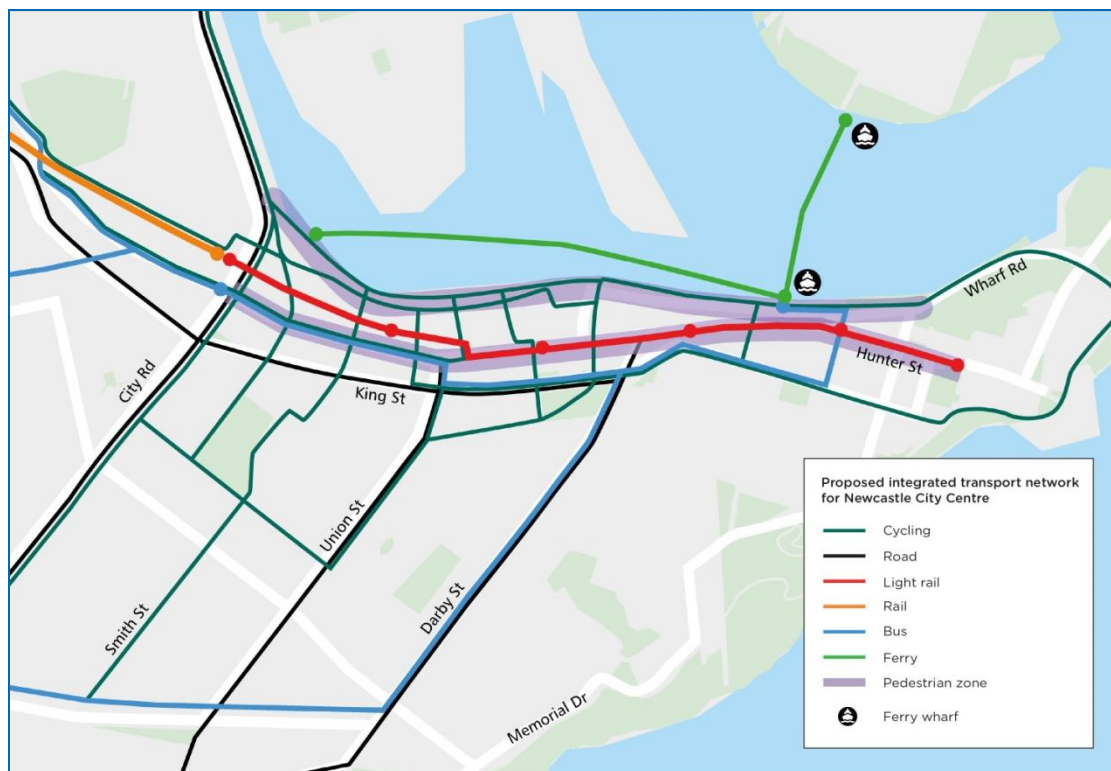 Wharf Rd
Hunter St
City Rd
King St
Union St
Darby St
Smith St
Memorial Dr
Proposed integrated transport network
for Newcastle City Centre
Cycling
Road
Light rail
Rail
Bus
Ferry
Pedestrian zone
Ferry wharf